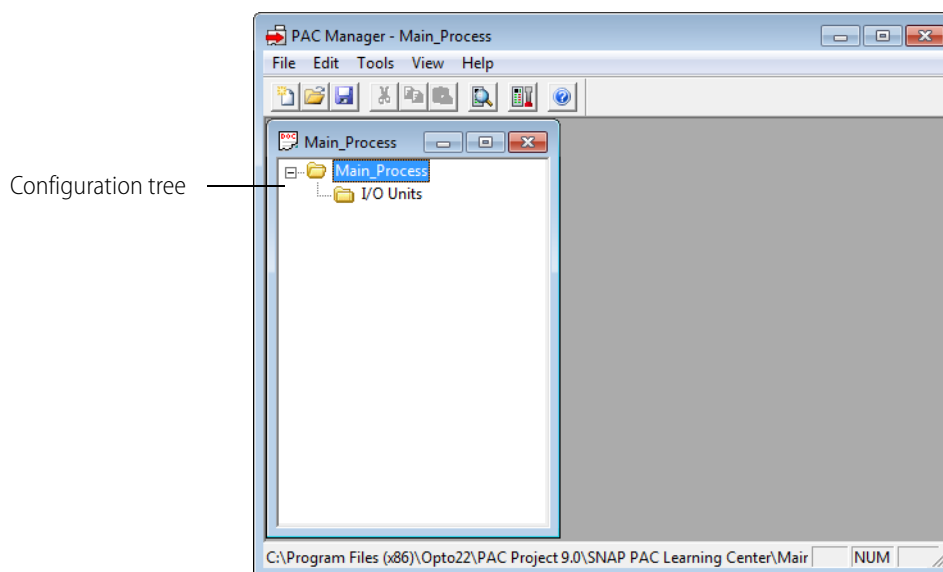 PAC Manager - Main_Process
File Edit Tools View Help
DOC
Main_Process
Main_Process
I/O Units
Configuration tree
C:\Program Files (x86)\Opto22\PAC Project 9.0\SNAP PAC Learning Center\Mair
NUM